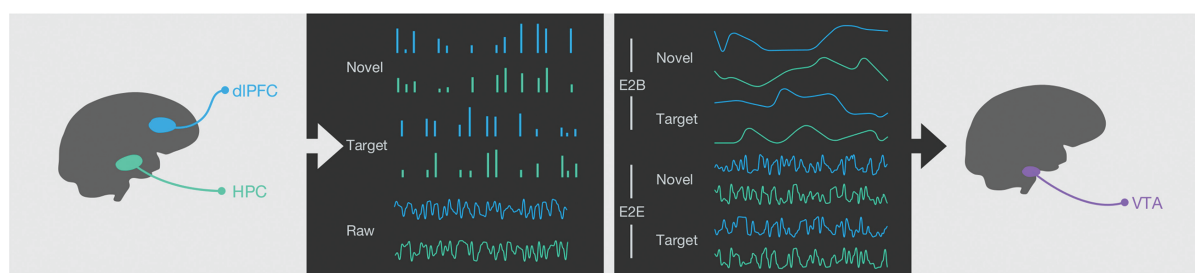 dlPFC
HPC
Novel
Target
Raw
E2B
Novel
Target
E2E
Novel
Target
VTA